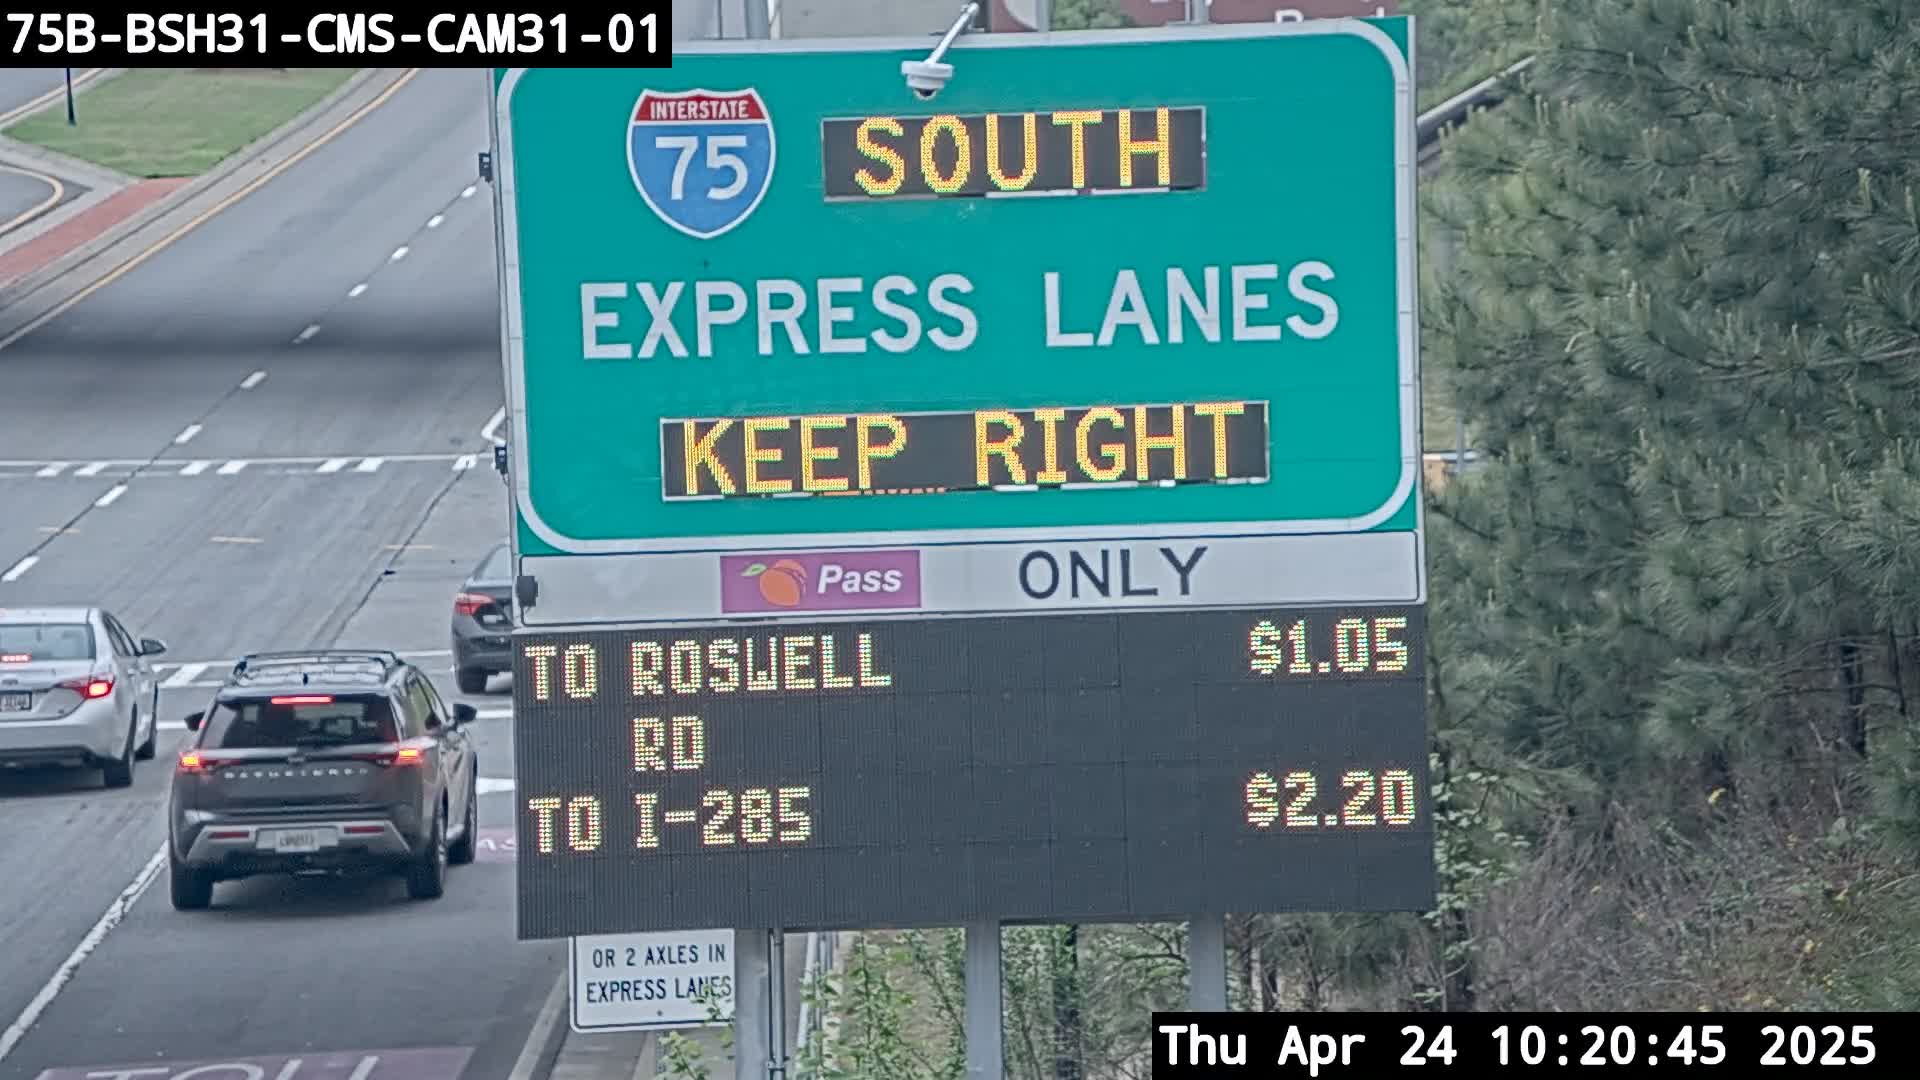 75B-BSH31-CMS-CAM31-01
INTERSTATE
75
SOUTH
EXPRESS LANES
KEEP RIGHT
Pass ONLY
TO ROSWELL $1.05
RD
TO I-285 $2.20
OR 2 AXLES IN
EXPRESS LANES
TOLL
Thu Apr 24 10:20:45 2025